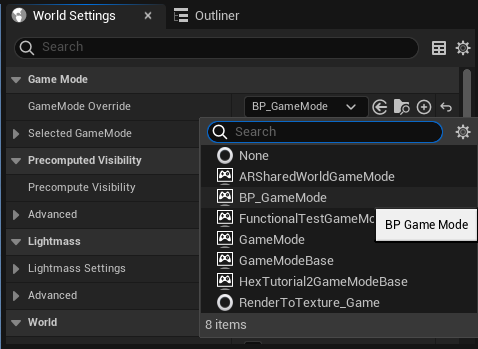 World Settings
Outliner
Search
Game Mode
GameMode Override
BP_GameMode
Selected GameMode
Search
None
ARSharedWorldGameMode
Precomputed Visibility
Precompute Visibility
BP_GameMode
Advanced
FunctionalTestGameMo
BP Game Mode
Lightmass
GameMode
GameModeBase
Lightmass Settings
HexTutorial2GameModeBase
Advanced
RenderToTexture_Game
World
8 items